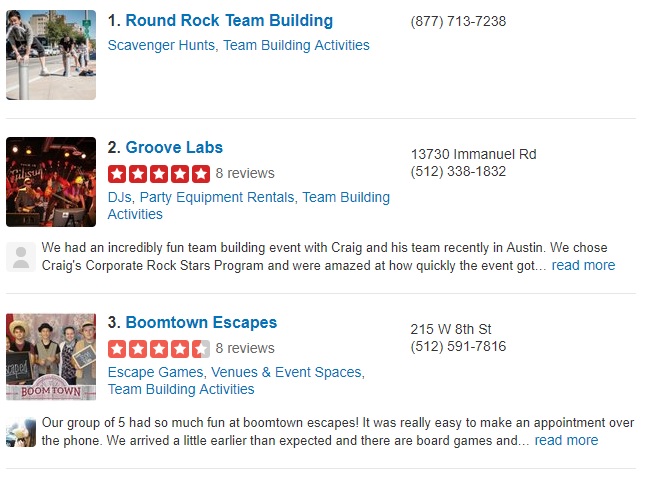 1. Round Rock Team Building
(877) 713-7238
Scavenger Hunts, Team Building Activities
2. Groove Labs
13730 Immanuel Rd
8 reviews
(512) 338-1832
DJs, Party Equipment Rentals, Team Building
Activities
We had an incredibly fun team building event with Craig and his team recently in Austin. We chose
Craig's Corporate Rock Stars Program and were amazed at how quickly the event got... read more
3. Boomtown Escapes
215 W 8th St
8 reviews
(512) 591-7816
Escape Games, Venues & Event Spaces,
Team Building Activities
BOOMTOWN
Our group of 5 had so much fun at boomtown escapes! It was really easy to make an appointment over
the phone. We arrived a little earlier than expected and there are board games and... read more